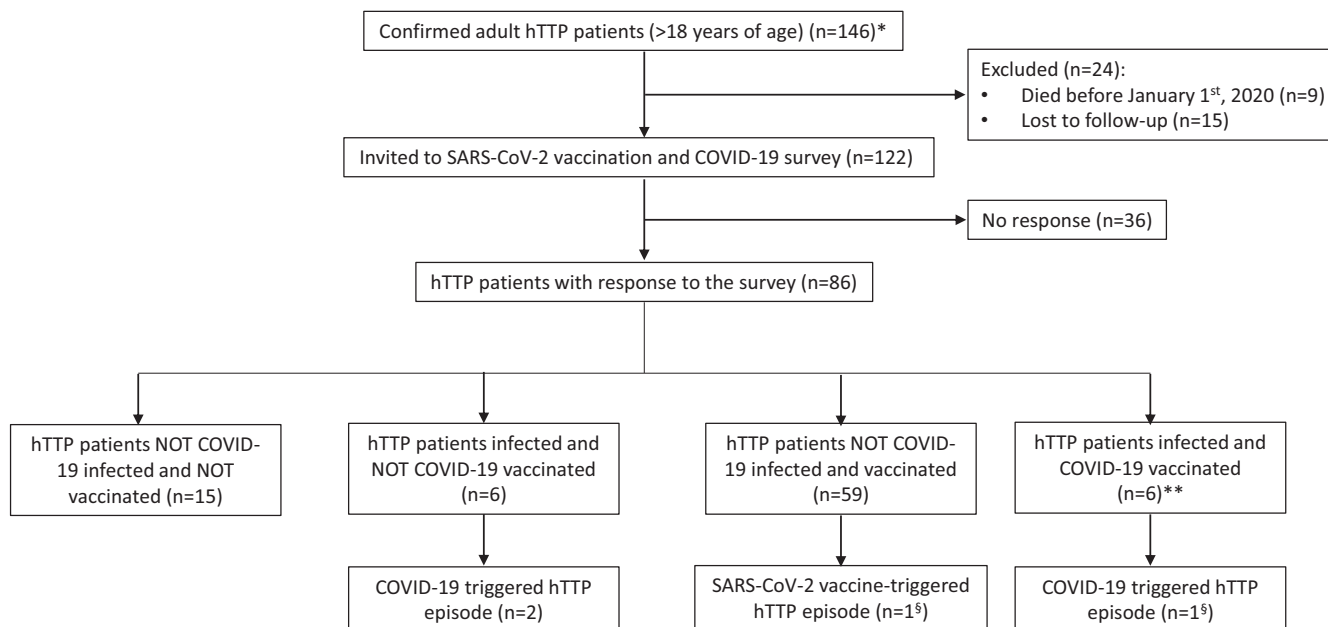 Confirmed adult hTTP patients (>18 years of age) (n=146)*
Excluded (n=24):
• Died before January 1st, 2020 (n=9)
• Lost to follow-up (n=15)
Invited to SARS-CoV-2 vaccination and COVID-19 survey (n=122)
No response (n=36)
hTTP patients with response to the survey (n=86)
hTTP patients NOT COVID-
19 infected and NOT
vaccinated (n=15)
hTTP patients infected and
NOT COVID-19 vaccinated
(n=6)
hTTP patients NOT COVID-
19 infected and vaccinated
(n=59)
hTTP patients infected and
COVID-19 vaccinated
(n=6)**
COVID-19 triggered hTTP
episode (n=2)
SARS-CoV-2 vaccine-triggered
hTTP episode (n=1§)
COVID-19 triggered hTTP
episode (n=1§)